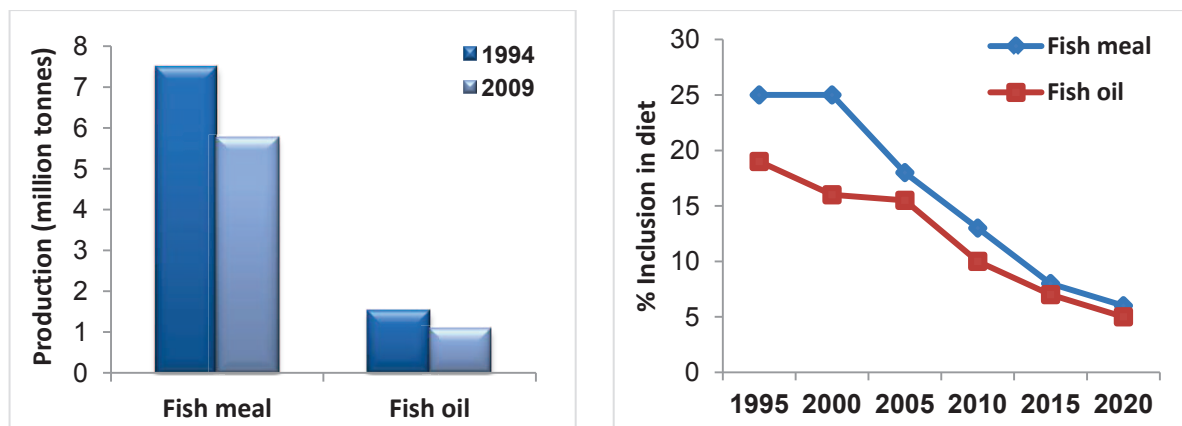 Production (million tonnes)
8
7
6
5
4
3
2
1
0
1994
2009
Fish meal
Fish oil
% Inclusion in diet
30
25
20
15
10
5
0
Fish meal
Fish oil
1995 2000 2005 2010 2015 2020